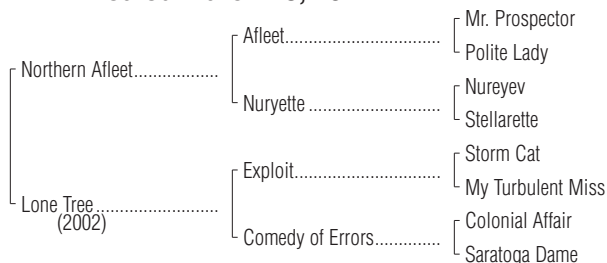 Mr. Prospector
Afleet
Polite Lady
Northern Afleet
Nureyev
Nuryette
Stellarette
Storm Cat
Exploit
My Turbulent Miss
Lone Tree
(2002)
Colonial Affair
Comedy of Errors
Saratoga Dame